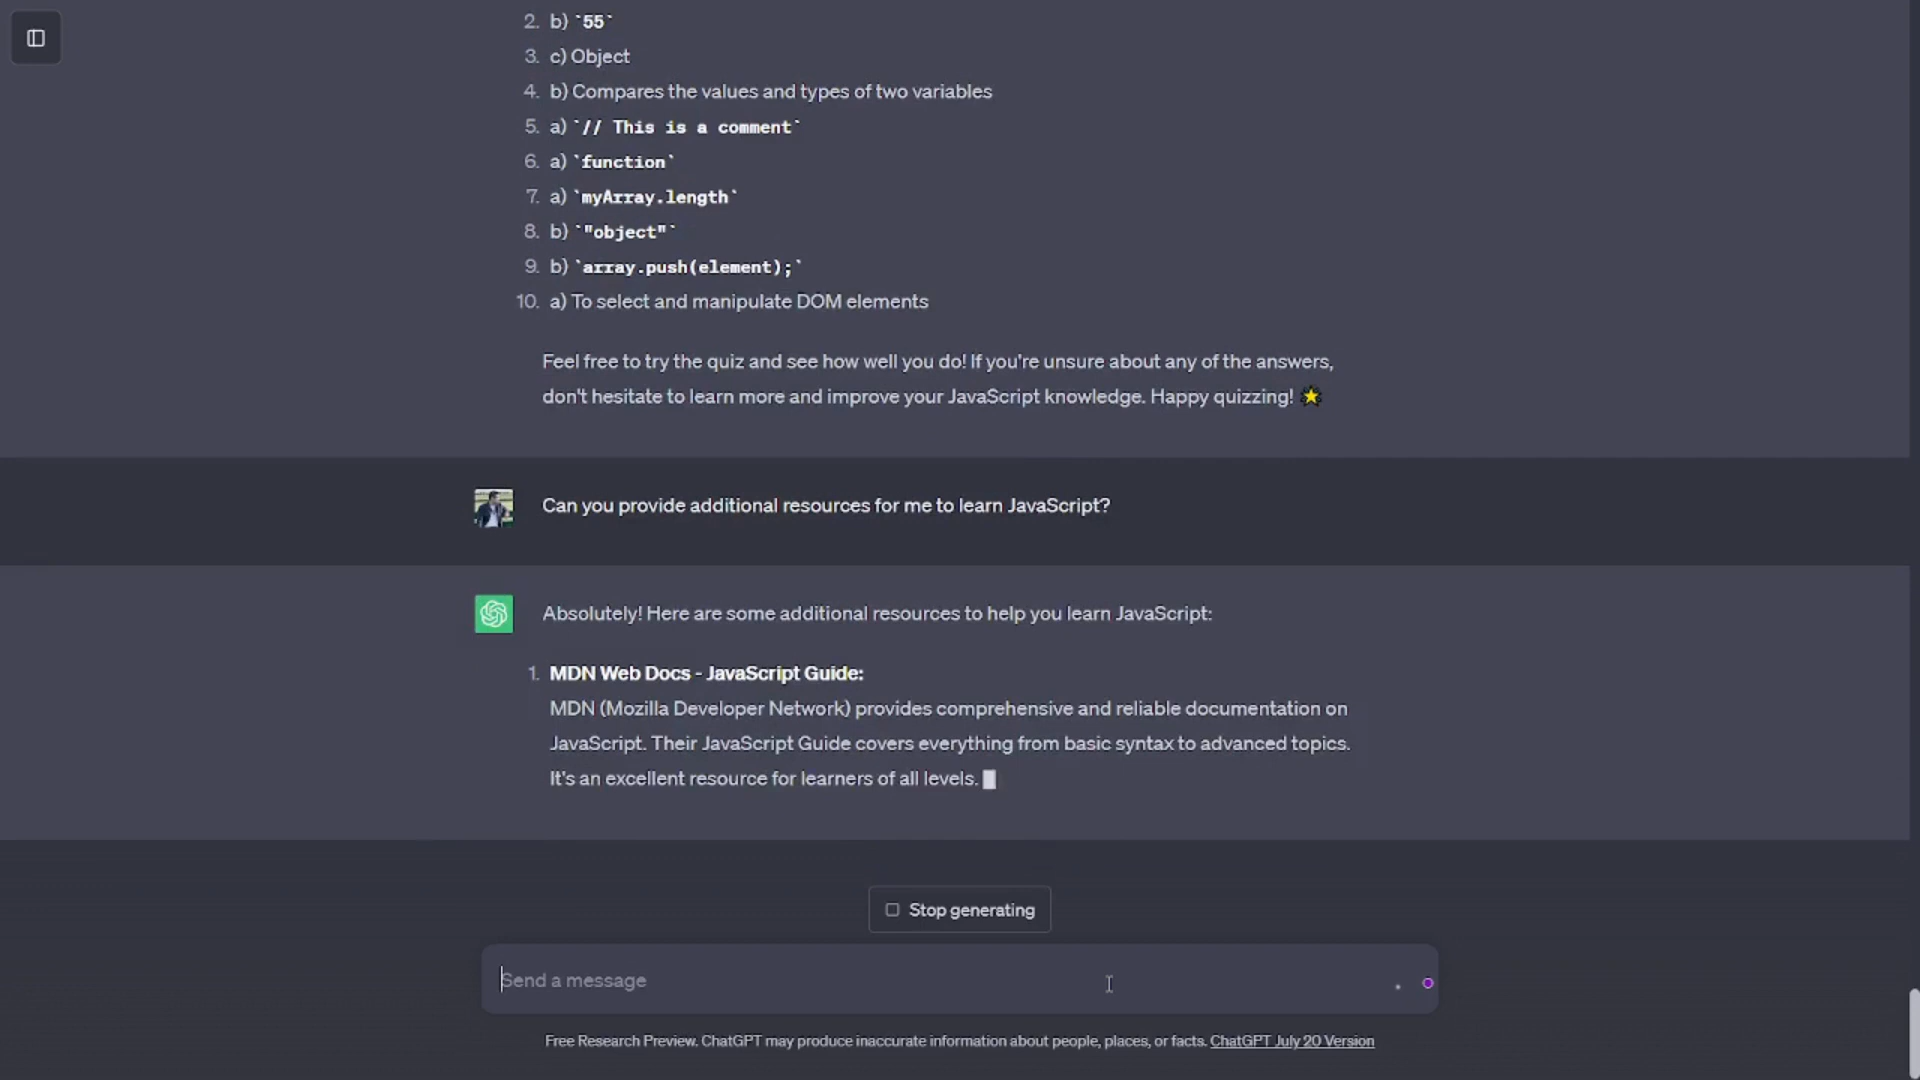 2. b) `55`
3. c) Object
4. b) Compares the values and types of two variables
5. a) `// This is a comment`
6. a) `function`
7. a) `myArray.length`
8. b) `"object"`
9. b) `array.push(element);`
10. a) To select and manipulate DOM elements
Feel free to try the quiz and see how well you do! If you're unsure about any of the answers,
don't hesitate to learn more and improve your JavaScript knowledge. Happy quizzing! 🌟
Can you provide additional resources for me to learn JavaScript?
Absolutely! Here are some additional resources to help you learn JavaScript:
1. MDN Web Docs - JavaScript Guide:
MDN (Mozilla Developer Network) provides comprehensive and reliable documentation on
JavaScript. Their JavaScript Guide covers everything from basic syntax to advanced topics.
It's an excellent resource for learners of all levels.
Stop generating
Send a message
Free Research Preview. ChatGPT may produce inaccurate information about people, places, or facts. ChatGPT July 20 Version